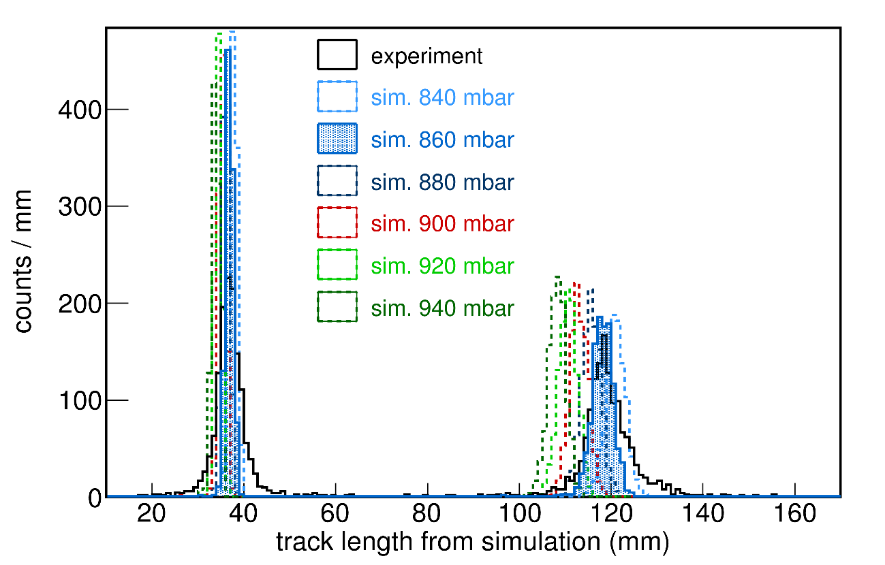 experiment
sim. 840 mbar
sim. 860 mbar
sim. 880 mbar
sim. 900 mbar
sim. 920 mbar
sim. 940 mbar
counts / mm
400
300
200
100
0
20 40 60 80 100 120 140 160
track length from simulation (mm)